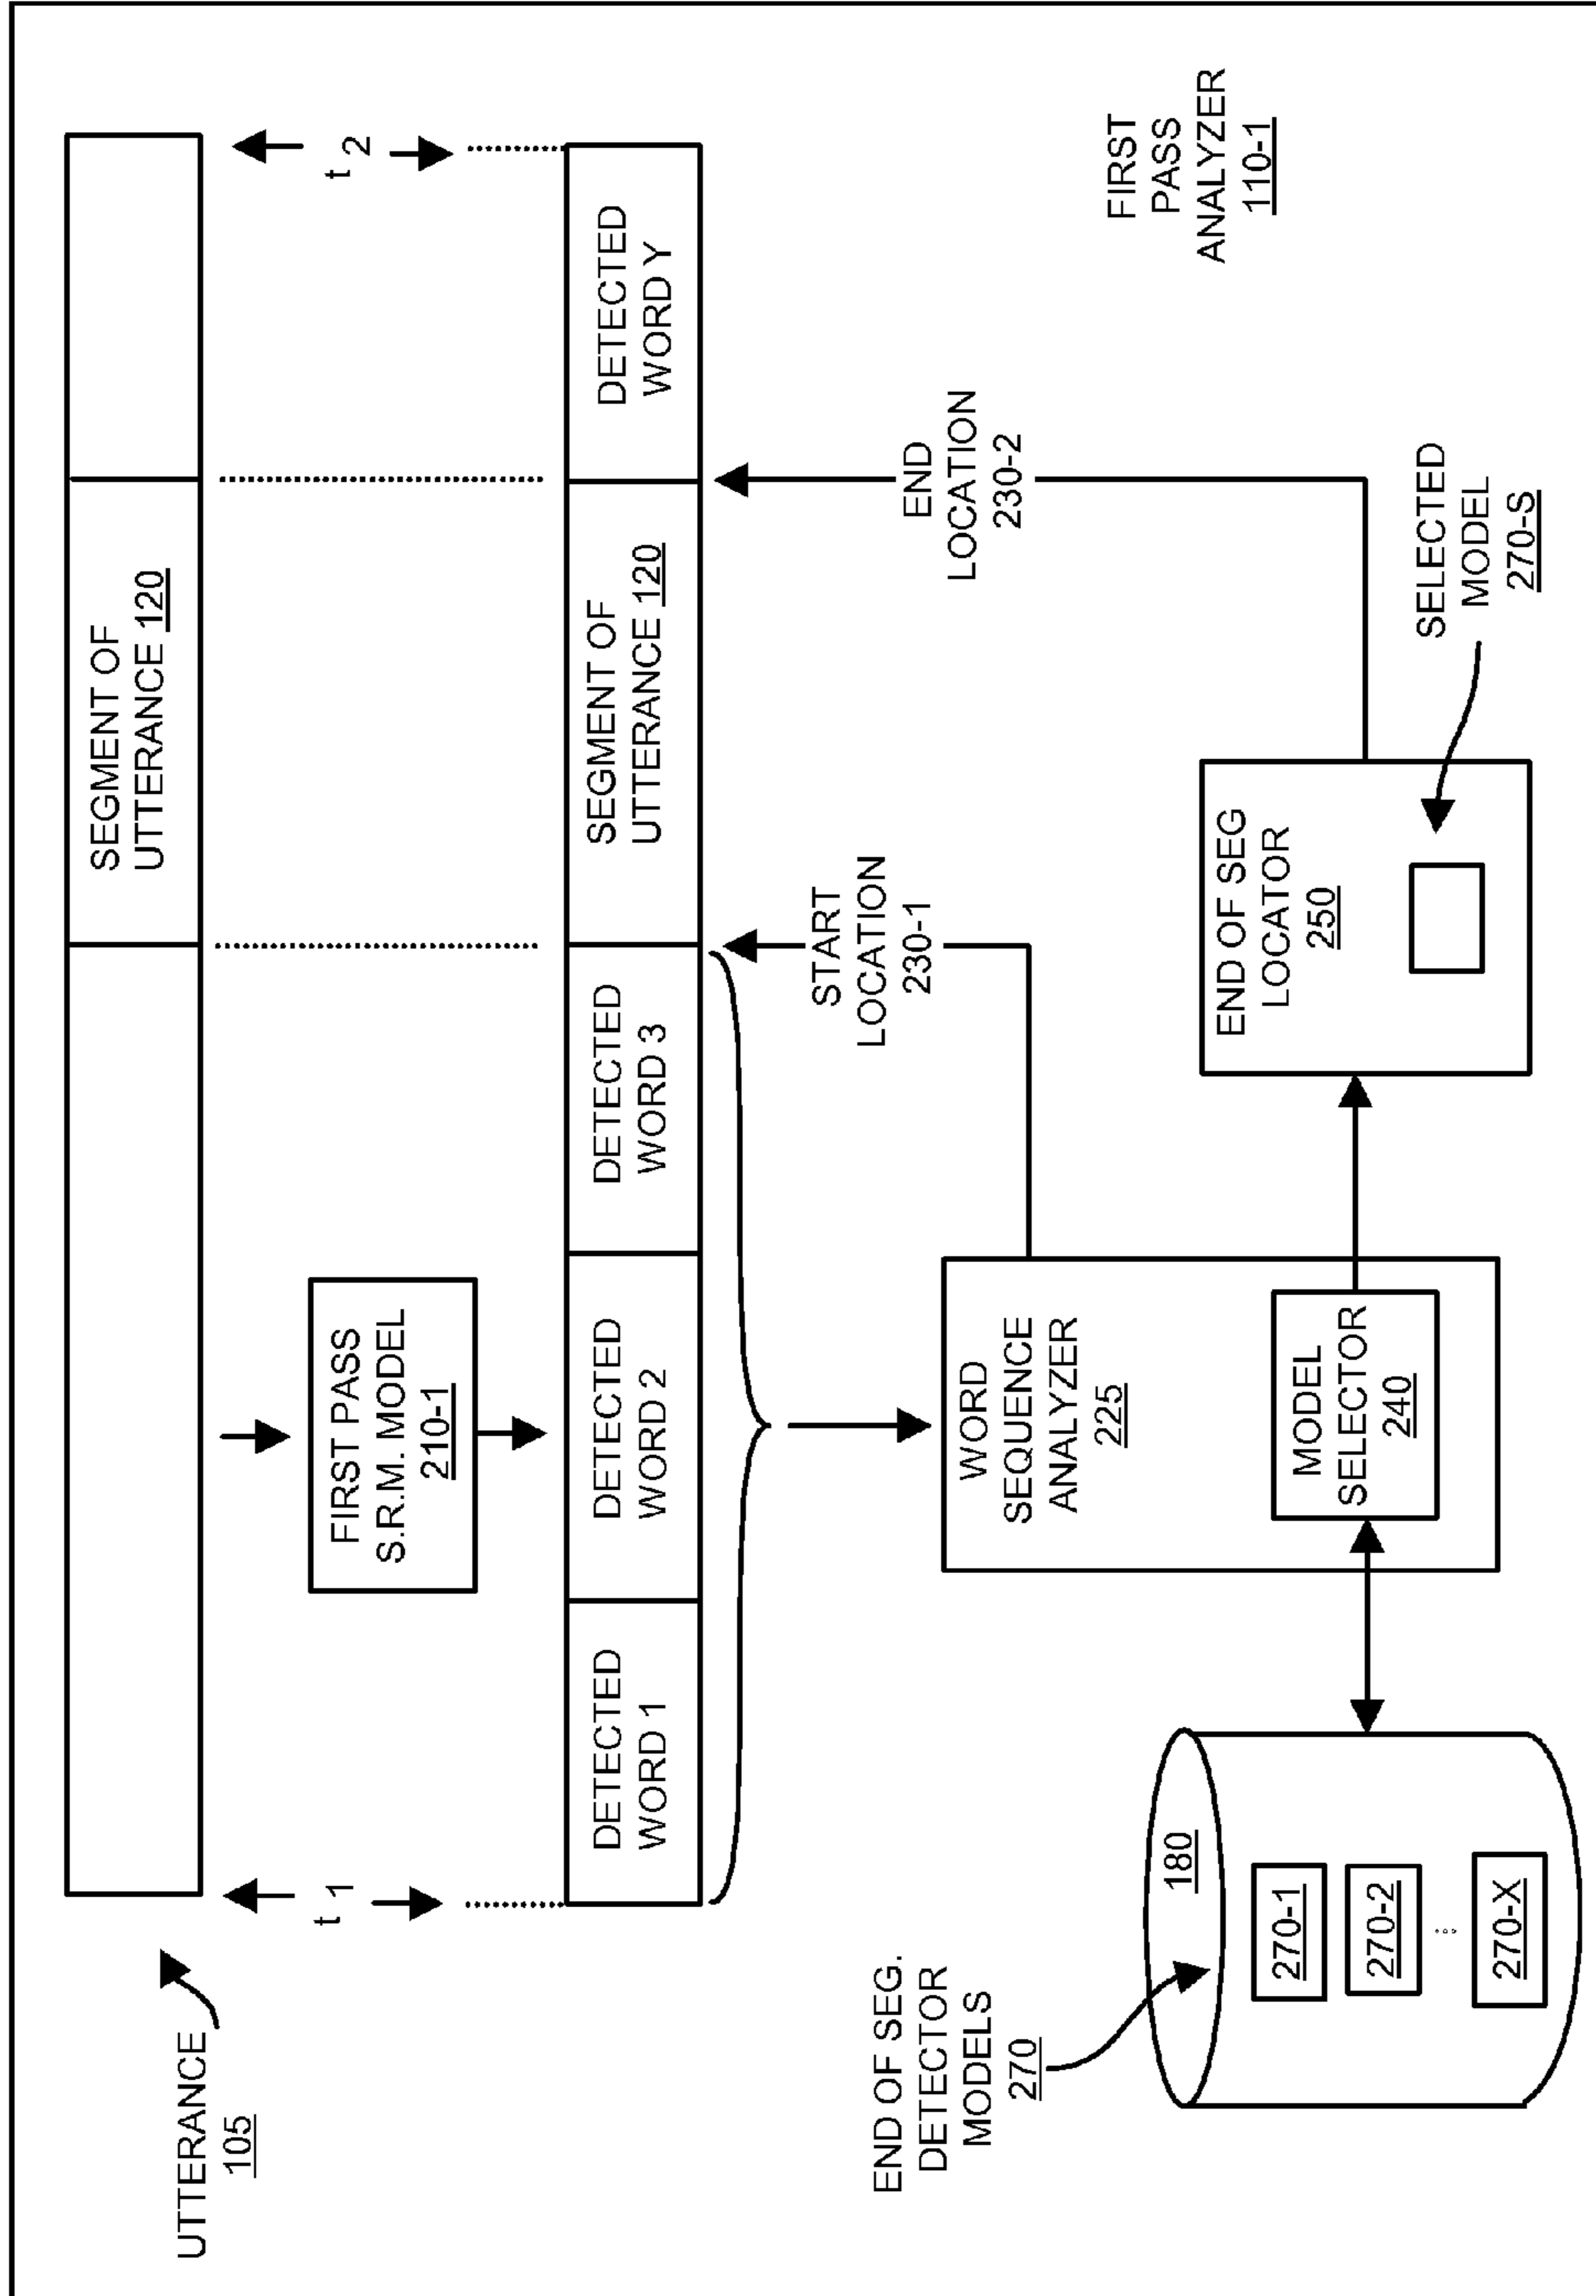 UTTERANCE
105
SEGMENT OF
UTTERANCE 120
t 1
t 2
FIRST PASS
S.R.M. MODEL
210-1
DETECTED
WORD 1
DETECTED
WORD 2
DETECTED
WORD 3
SEGMENT OF
UTTERANCE 120
DETECTED
WORD Y
START
LOCATION
230-1
END
LOCATION
230-2
FIRST
PASS
ANALYZER
110-1
END OF SEG.
DETECTOR
MODELS
270
180
270-1
270-2
270-X
WORD
SEQUENCE
ANALYZER
225
MODEL
SELECTOR
240
END OF SEG
LOCATOR
250
SELECTED
MODEL
270-S